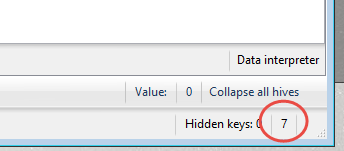 Data interpreter
Value: 0 Collapse all hives
Hidden keys: 0 7